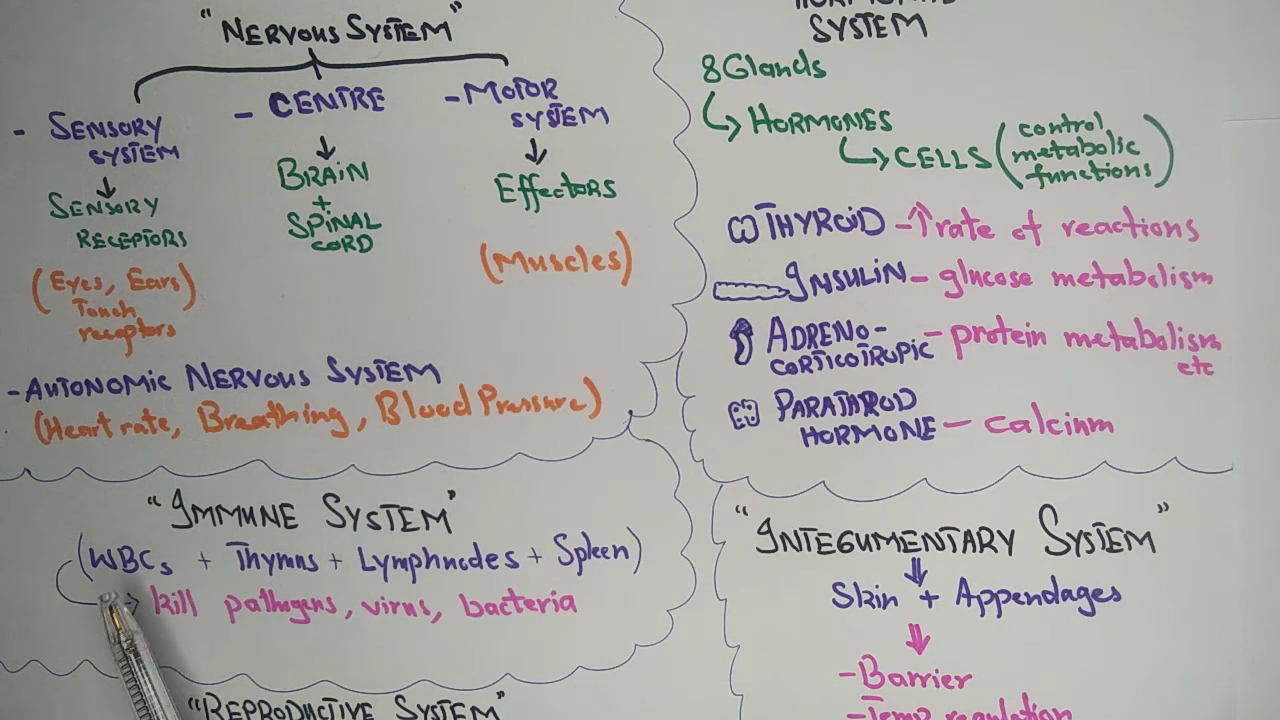 "NERVOUS SYSTEM"
- SENSORY SYSTEM
SENSORY RECEPTORS
(Eyes, Ears)
Touch receptors
- CENTRE
BRAIN
+
SPINAL CORD
- MOTOR SYSTEM
EffectORS
(Muscles)
- AUTONOMIC NERVOUS SYSTEM
(Heart rate, Breathing, Blood Pressure)
"IMMUNE SYSTEM"
(WBCs + Thymus + Lymphnodes + Spleen)
kill pathogens, virus, bacteria
"REPRODUCTIVE SYSTEM"
SYSTEM
8 Glands
HORMONES
CELLS (control metabolic functions)
THYROID - ↑ rate of reactions
INSULIN - glucose metabolism
ADRENO-CORTICOTROPIC - protein metabolism etc
PARATHROD HORMONE - calcium
"INTEGUMENTARY SYSTEM"
Skin + Appendages
- Barrier
- Temp regulation